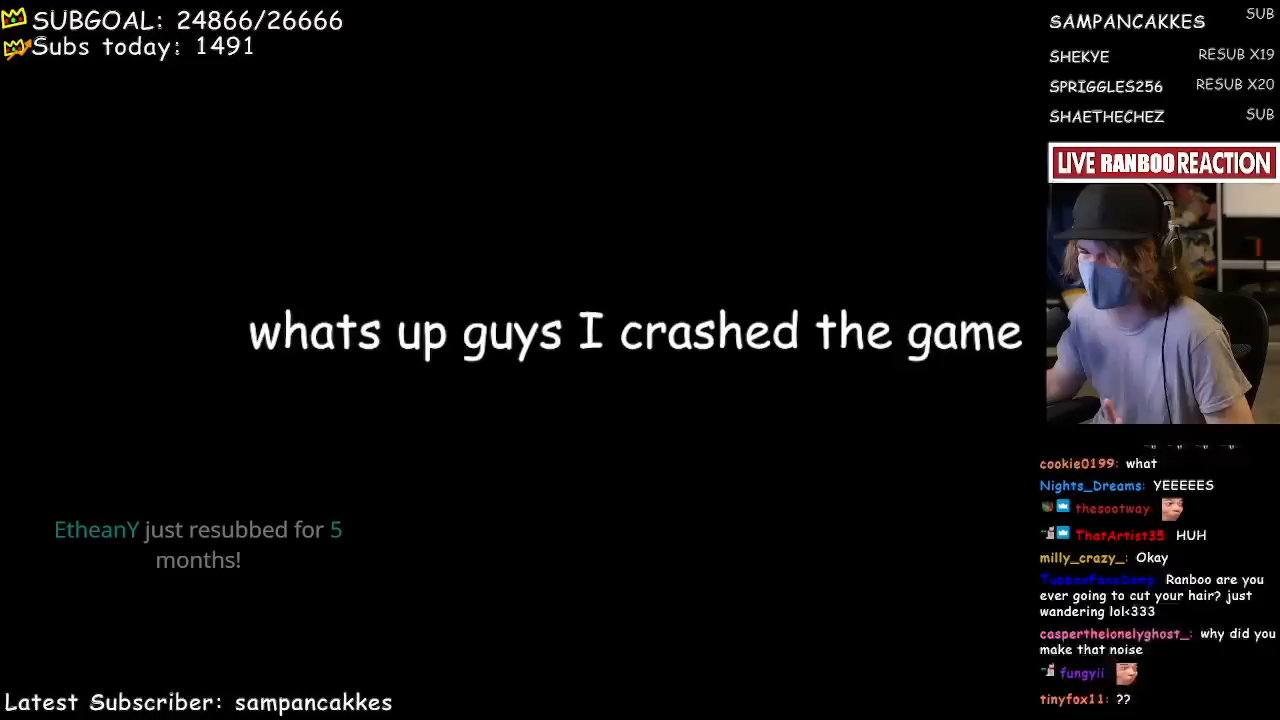 SUBGOAL: 24866/26666
Subs today: 1491
SAMPANCAKKES SUB
SHEKYE RESUB X19
SPRIGGLES256 RESUB X20
SHAETHECHEZ SUB
LIVE RANBOO REACTION
whats up guys I crashed the game
EtheanY just resubbed for 5
months!
cookie0199: what
Nights_Dreams: YEEEEES
thesootway
ThatArtist35 HUH
milly_crazy_: Okay
Ranboo are you
ever going to cut your hair? just
wandering lol<333
casperthelonelyghost_: why did you
make that noise
fungyii
tinyfox11: ??
Latest Subscriber: sampancakkes